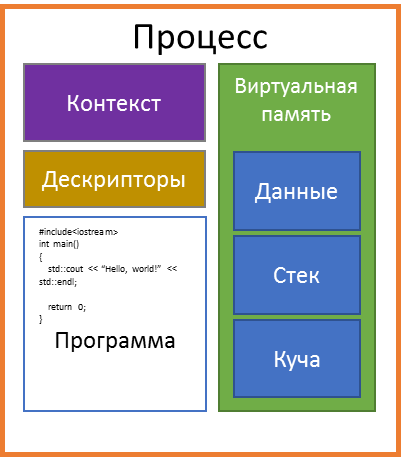 Процесс
Контекст
Дескрипторы
#include<iostream>
int main()
{
std::cout << “Hello, world!” <<
std::endl;
return 0;
}
Программа
Виртуальная
память
Данные
Стек
Куча